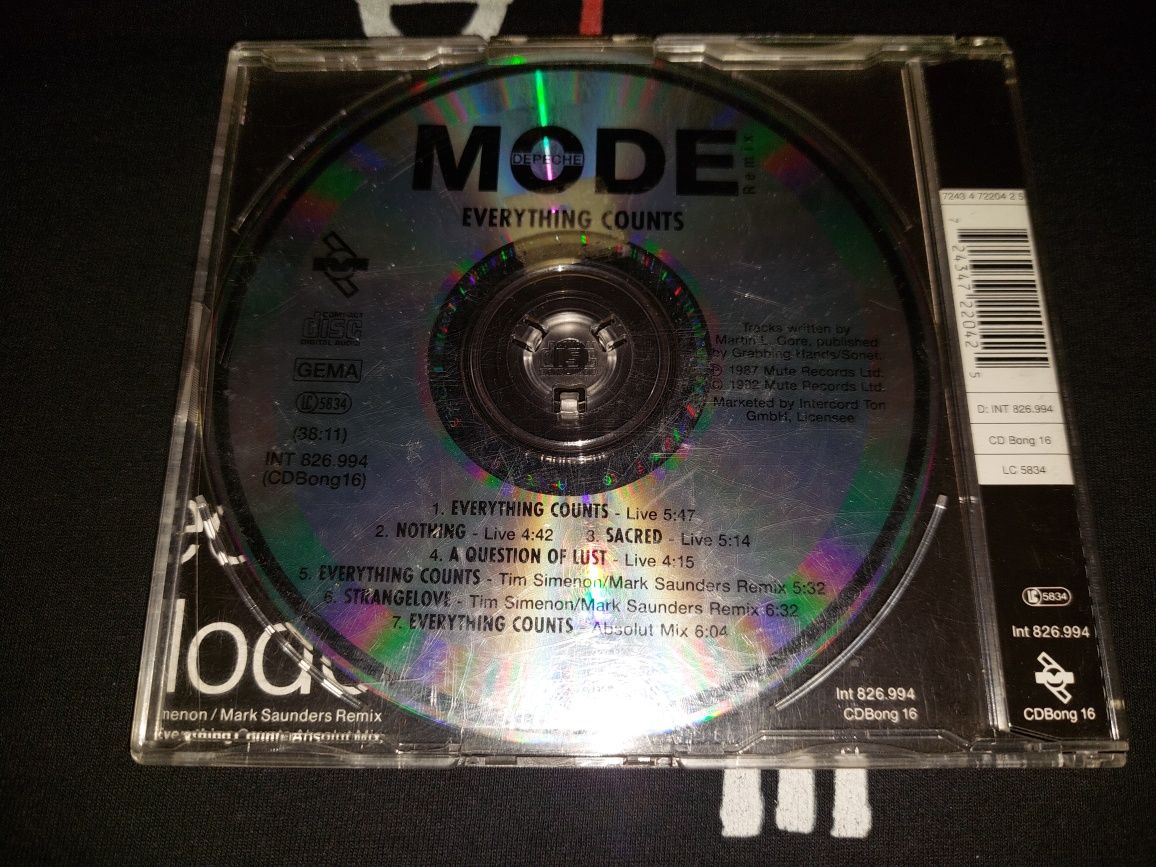 MODE
DEPECHE
Remix
EVERYTHING COUNTS
COMPACT
DISC
DIGITAL AUDIO
GEMA
LC 5834
(38:11)
INT 826.994
(CDBong16)
Tracks written by
Martin L. Gore, published
by Grabbing Hands/Sonet.
℗ 1987 Mute Records Ltd.
© 1992 Mute Records Ltd.
Marketed by Intercord Ton
GmbH, Licensee
1. EVERYTHING COUNTS - Live 5:47
2. NOTHING - Live 4:42 3. SACRED - Live 5:14
4. A QUESTION OF LUST - Live 4:15
5. EVERYTHING COUNTS - Tim Simenon/Mark Saunders Remix 5:32
6. STRANGELOVE - Tim Simenon/Mark Saunders Remix 6:32
7. EVERYTHING COUNTS - Absolut Mix 6:04
menon / Mark Saunders Remix
Everything Counts Absolut Mix
Int 826.994
CDBong 16
7243 4 72204 2 5
7 24347 22042 5
D: INT 826.994
CD Bong 16
LC 5834
LC 5834
Int 826.994
CDBong 16